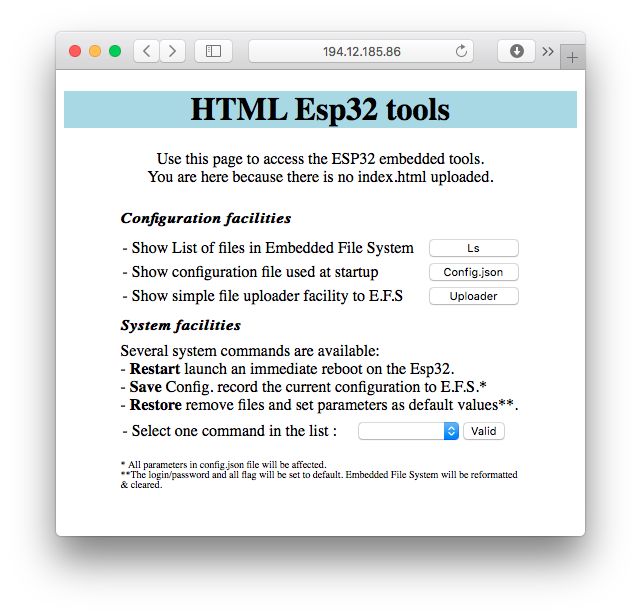 194.12.185.86
HTML Esp32 tools
Use this page to access the ESP32 embedded tools.
You are here because there is no index.html uploaded.
Configuration facilities
- Show List of files in Embedded File System Ls
- Show configuration file used at startup Config.json
- Show simple file uploader facility to E.F.S Uploader
System facilities
Several system commands are available:
- Restart launch an immediate reboot on the Esp32.
- Save Config. record the current configuration to E.F.S.*
- Restore remove files and set parameters as default values**.
- Select one command in the list : Valid
* All parameters in config.json file will be affected.
**The login/password and all flag will be set to default. Embedded File System will be reformatted
& cleared.